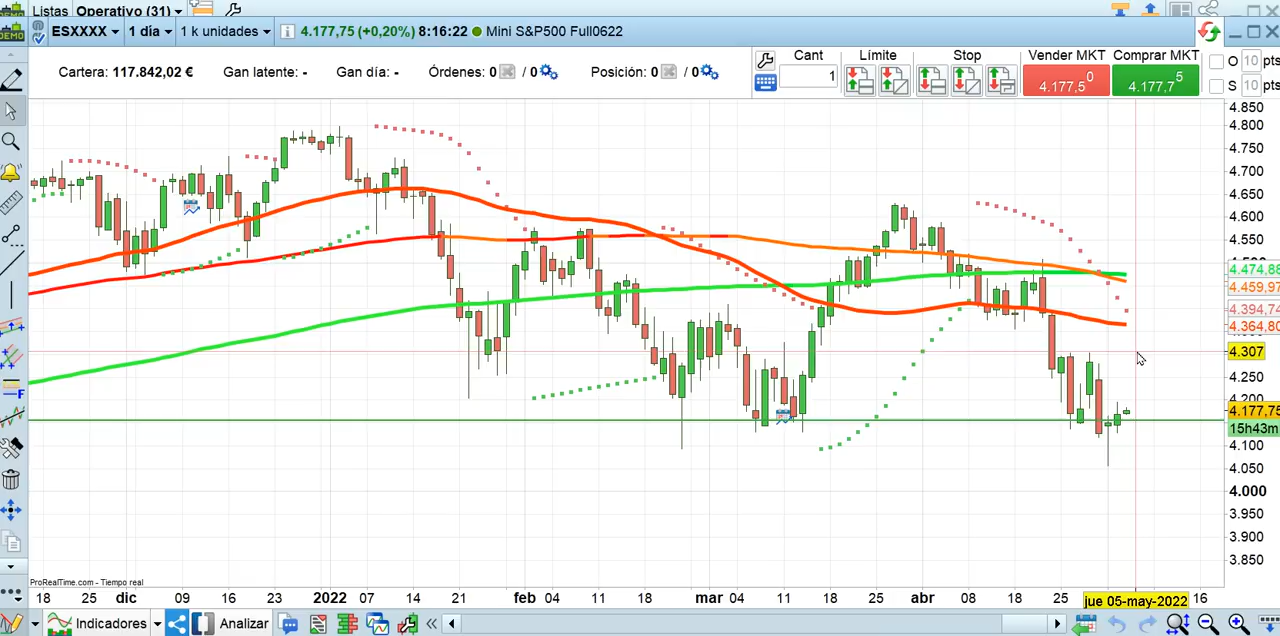 Listas Operativo (31)
DEMO
DEMO ESXXXX 1 día 1 k unidades i 4.177,75 (+0,20%) 8:16:22 Mini S&P500 Full0622
Cartera: 117.842,02 € Gan latente: - Gan día: - Órdenes: 0 / 0 Posición: 0 / 0
Cant Límite Stop Vender MKT Comprar MKT O 10 pts
1 4.177,5 0 4.177,7 5 S 10 pts
4.850
4.800
4.750
4.700
4.650
4.600
4.550
4.474,88
4.459,97
4.394,74
4.364,80
4.307
4.250
4.200
4.177,75
15h43m
4.100
4.050
4.000
3.950
3.900
3.850
ProRealTime.com - Tiempo real
18 25 dic 09 16 23 2022 07 14 21 feb 04 11 18 mar 04 11 18 25 abr 08 18 25 jue 05-may-2022 16
Indicadores Analizar